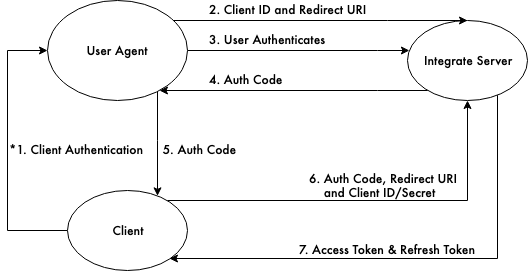 2. Client ID and Redirect URI
3. User Authenticates
User Agent
Integrate Server
4. Auth Code
*1. Client Authentication
5. Auth Code
6. Auth Code, Redirect URI
and Client ID/Secret
Client
7. Access Token & Refresh Token